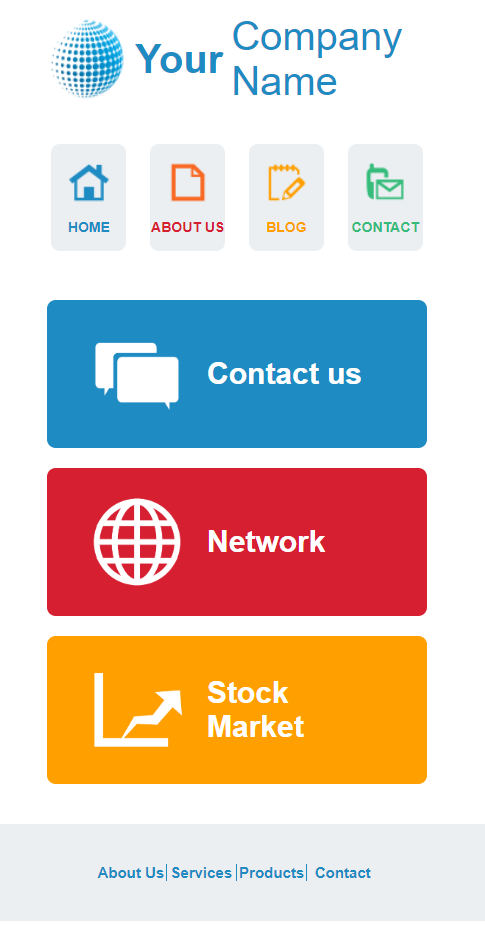 Your Company
Name
HOME ABOUT US BLOG CONTACT
Contact us
Network
Stock
Market
About Us| Services |Products| Contact